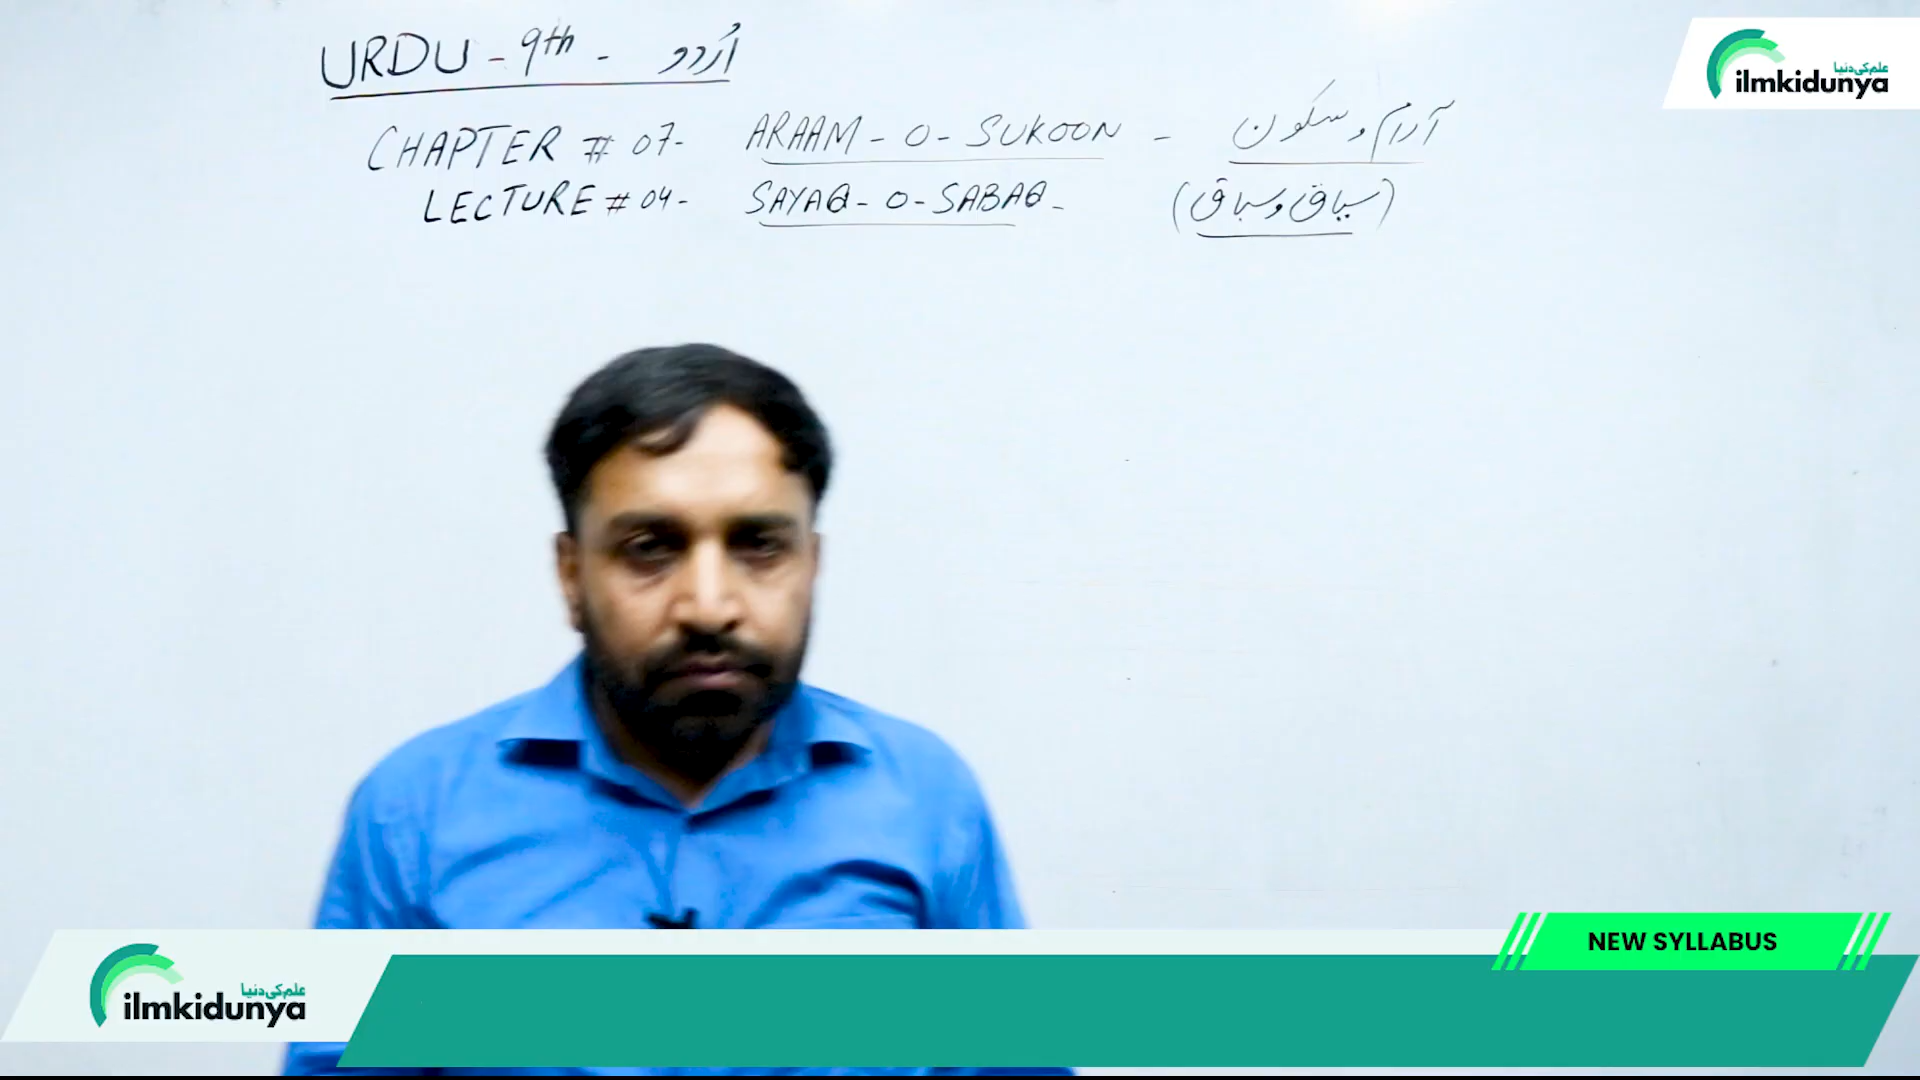 URDU - 9th - اُردو
علم کی دنیا
ilmkidunya
CHAPTER # 07- ARAAM - O - SUKOON - آرام و سکون
LECTURE # 04- SAYAQ - O - SABAQ - (سیاق و سباق)
NEW SYLLABUS
علم کی دنیا
ilmkidunya